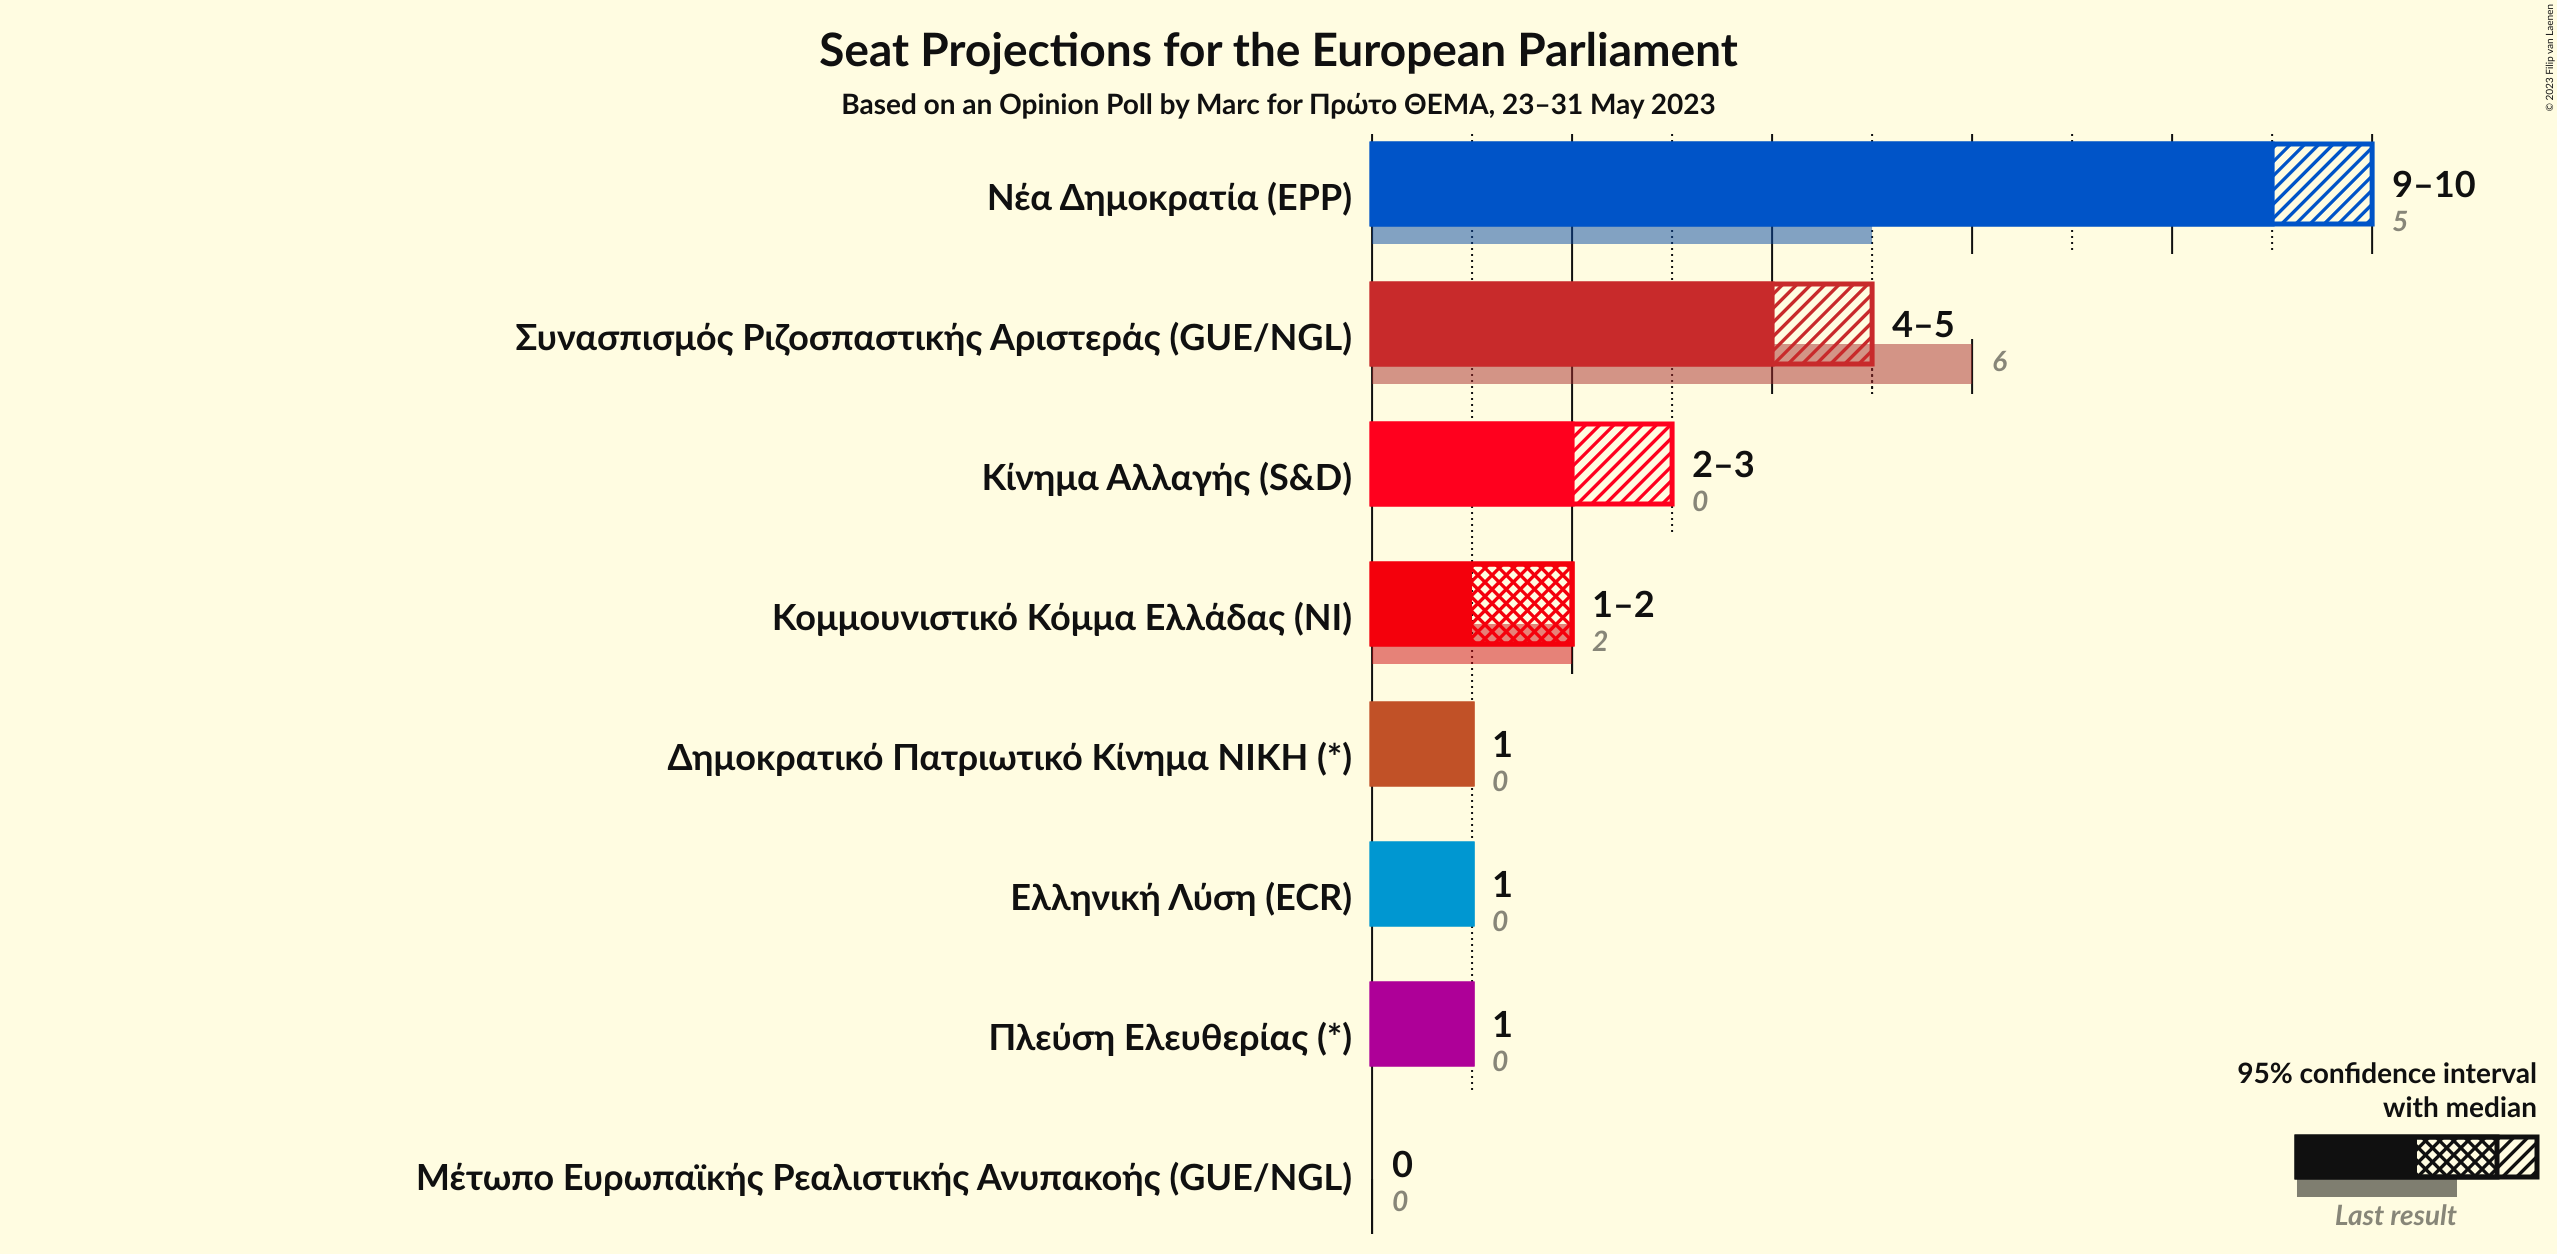 Seat Projections for the European Parliament
Based on an Opinion Poll by Marc for Πρώτο ΘΕΜΑ, 23–31 May 2023
© 2023 Filip van Laenen
Νέα Δημοκρατία (EPP)
9–10
5
Συνασπισμός Ριζοσπαστικής Αριστεράς (GUE/NGL)
4–5
6
Κίνημα Αλλαγής (S&D)
2–3
0
Κομμουνιστικό Κόμμα Ελλάδας (NI)
1–2
2
Δημοκρατικό Πατριωτικό Κίνημα ΝΙΚΗ (*)
1
0
Ελληνική Λύση (ECR)
1
0
Πλεύση Ελευθερίας (*)
1
0
Μέτωπο Ευρωπαϊκής Ρεαλιστικής Ανυπακοής (GUE/NGL)
0
0
95% confidence interval
with median
Last result